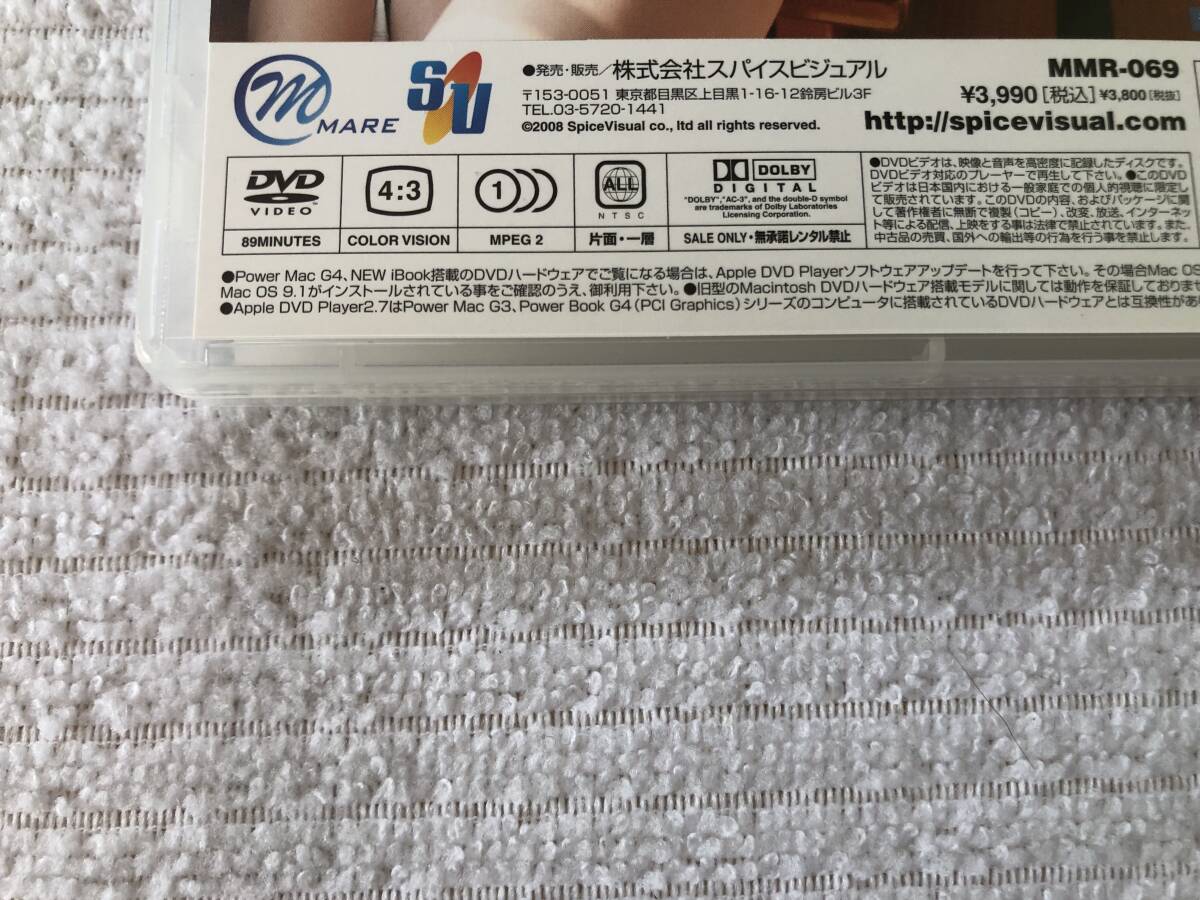 m
MARE
SV
●発売・販売/株式会社スパイスビジュアル
〒153-0051 東京都目黒区上目黒1-16-12鈴房ビル3F
TEL.03-5720-1441
©2008 SpiceVisual co., ltd all rights reserved.
MMR-069
¥3,990[税込] ¥3,800[税抜]
http://spicevisual.com
DVD
VIDEO
89MINUTES
4:3
COLOR VISION
1
MPEG 2
ALL
NTSC
片面・一層
DOLBY
DIGITAL
"DOLBY","AC-3", and the double-D symbol
are trademarks of Dolby Laboratories
Licensing Corporation.
SALE ONLY・無承諾レンタル禁止
●DVDビデオは、映像と音声を高密度に記録したディスクです。
DVDビデオ対応のプレーヤーで再生して下さい。●このDVD
ビデオは日本国内における一般家庭での個人的視聴に限定し
て販売されています。このDVDの内容、およびパッケージに関
して著作権者に無断で複製(コピー)、改変、放送、インターネッ
ト等による配信、上映をする事は法律で禁止されています。また、
中古品の売買、国外への輸出等の行為を行う事を禁止します。
●Power Mac G4、NEW iBook搭載のDVDハードウェアでご覧になる場合は、Apple DVD Playerソフトウェアアップデートを行って下さい。その場合Mac OS
Mac OS 9.1がインストールされている事をご確認のうえ、御利用下さい。●旧型のMacintosh DVDハードウェア搭載モデルに関しては動作を保証しておりませ
●Apple DVD Player2.7はPower Mac G3、Power Book G4(PCI Graphics)シリーズのコンピュータに搭載されているDVDハードウェアとは互換性があ